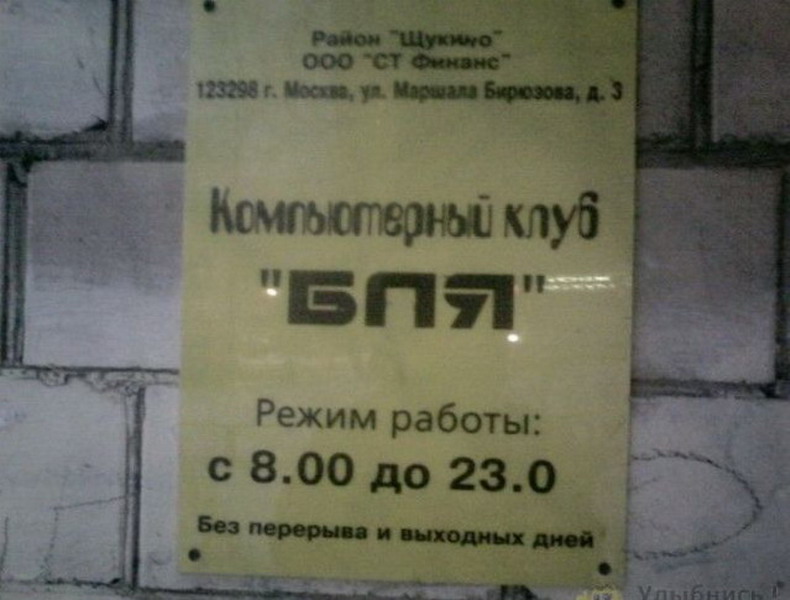 Район "Щукино"
ООО "СТ Финанс"
123298 г. Москва, ул. Маршала Бирюзова, д. 3
Компьютерный клуб
"БПЯ"
Режим работы:
с 8.00 до 23.0
Без перерыва и выходных дней
Улыбнись!